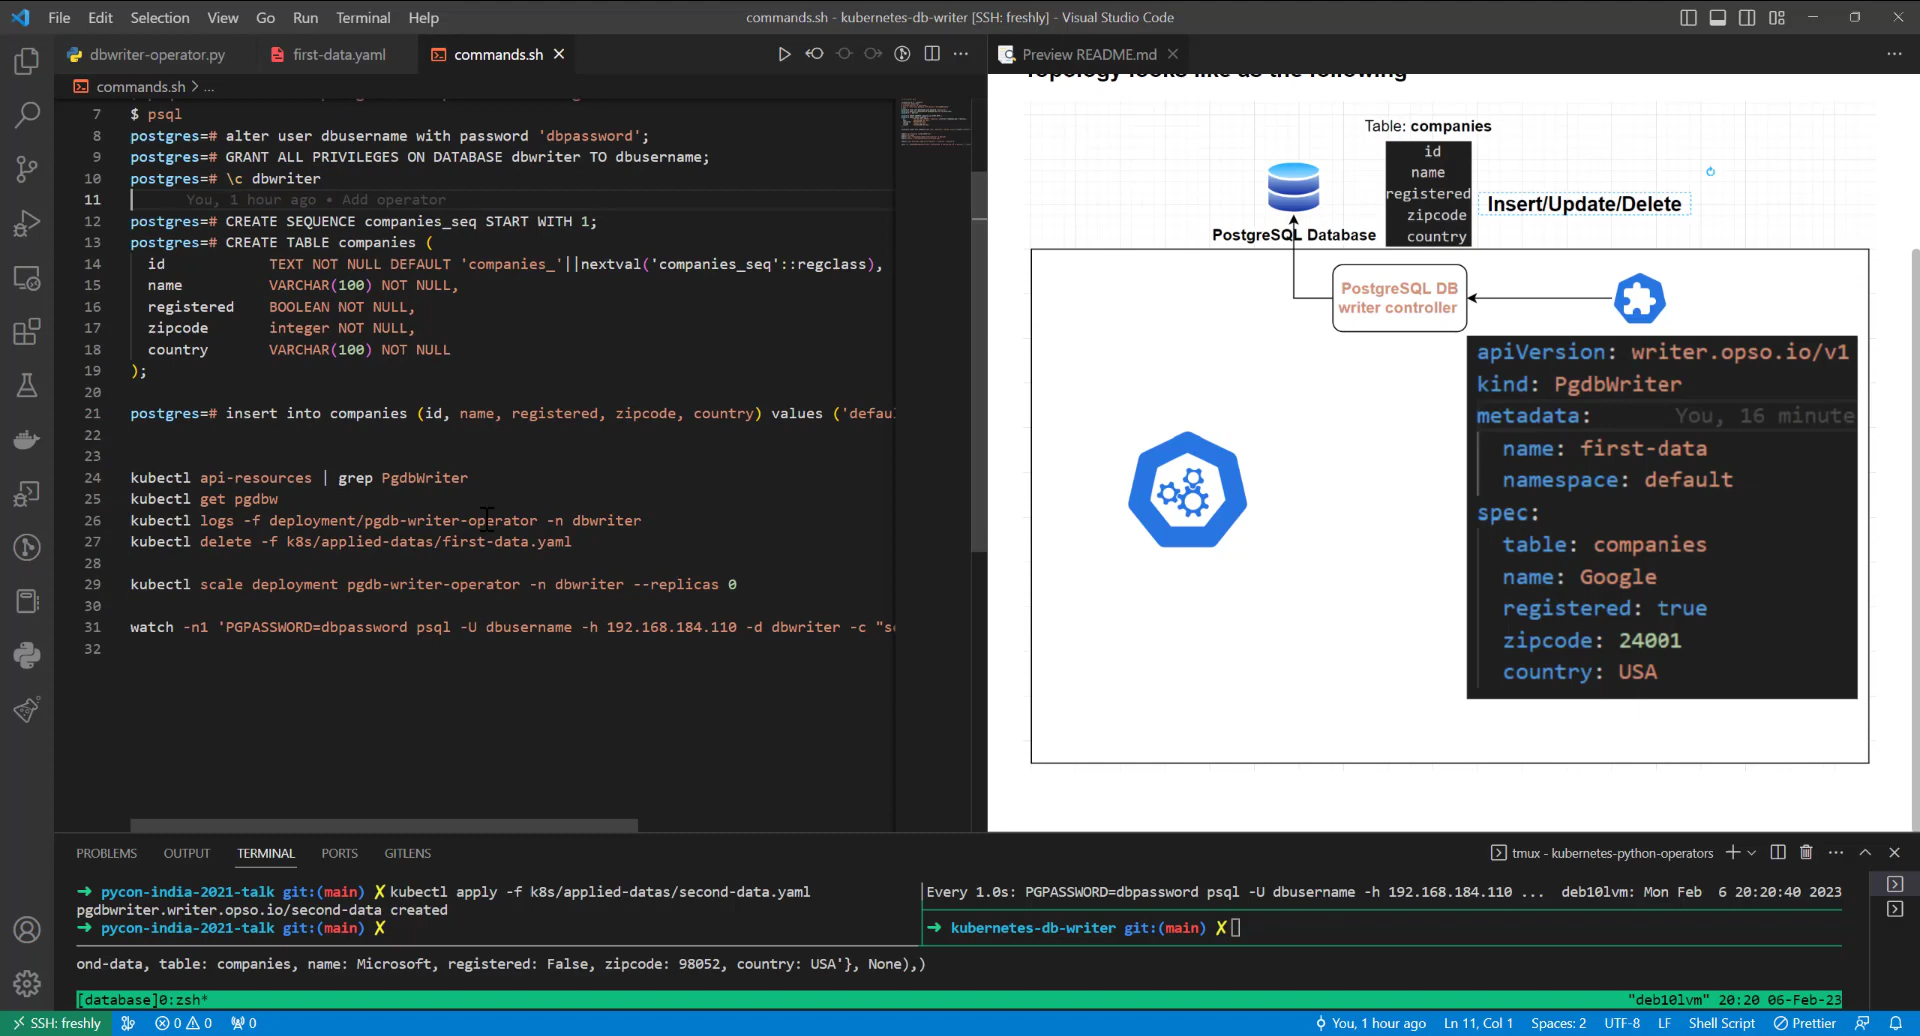 File Edit Selection View Go Run Terminal Help
commands.sh - kubernetes-db-writer [SSH: freshly] - Visual Studio Code
dbwriter-operator.py
first-data.yaml
commands.sh
commands.sh > ...
7 $ psql
8 postgres=# alter user dbusername with password 'dbpassword';
9 postgres=# GRANT ALL PRIVILEGES ON DATABASE dbwriter TO dbusername;
10 postgres=# \c dbwriter
11 You, 1 hour ago • Add operator
12 postgres=# CREATE SEQUENCE companies_seq START WITH 1;
13 postgres=# CREATE TABLE companies (
14 id TEXT NOT NULL DEFAULT 'companies_'||nextval('companies_seq'::regclass),
15 name VARCHAR(100) NOT NULL,
16 registered BOOLEAN NOT NULL,
17 zipcode integer NOT NULL,
18 country VARCHAR(100) NOT NULL
19 );
20
21 postgres=# insert into companies (id, name, registered, zipcode, country) values ('defau
22
23
24 kubectl api-resources | grep PgdbWriter
25 kubectl get pgdbw
26 kubectl logs -f deployment/pgdb-writer-operator -n dbwriter
27 kubectl delete -f k8s/applied-datas/first-data.yaml
28
29 kubectl scale deployment pgdb-writer-operator -n dbwriter --replicas 0
30
31 watch -n1 'PGPASSWORD=dbpassword psql -U dbusername -h 192.168.184.110 -d dbwriter -c "se
32
Preview README.md
Topology looks like as the following
Table: companies
id
name
registered
zipcode
country
Insert/Update/Delete
PostgreSQL Database
PostgreSQL DB
writer controller
apiVersion: writer.opso.io/v1
kind: PgdbWriter
metadata: You, 16 minute
name: first-data
namespace: default
spec:
table: companies
name: Google
registered: true
zipcode: 24001
country: USA
PROBLEMS OUTPUT TERMINAL PORTS GITLENS
tmux - kubernetes-python-operators
→ pycon-india-2021-talk git:(main) ✗ kubectl apply -f k8s/applied-datas/second-data.yaml
pgdbwriter.writer.opso.io/second-data created
→ pycon-india-2021-talk git:(main) ✗
Every 1.0s: PGPASSWORD=dbpassword psql -U dbusername -h 192.168.184.110 ... deb10lvm: Mon Feb 6 20:20:40 2023
→ kubernetes-db-writer git:(main) ✗
ond-data, table: companies, name: Microsoft, registered: False, zipcode: 98052, country: USA'}, None),)
[database]0:zsh*
"deb10lvm" 20:20 06-Feb-23
SSH: freshly 0 0 0
You, 1 hour ago Ln 11, Col 1 Spaces: 2 UTF-8 LF Shell Script Prettier